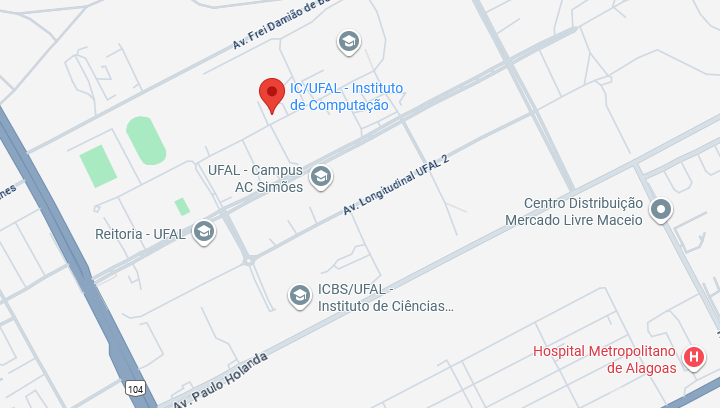 Av. Frei Damião de
IC/UFAL - Instituto
de Computação
UFAL - Campus
AC Simões
Av. Longitudinal UFAL 2
Centro Distribuição
Mercado Livre Maceio
Reitoria - UFAL
ICBS/UFAL -
Instituto de Ciências...
Hospital Metropolitano
de Alagoas
H
Av. Paulo Holanda
104